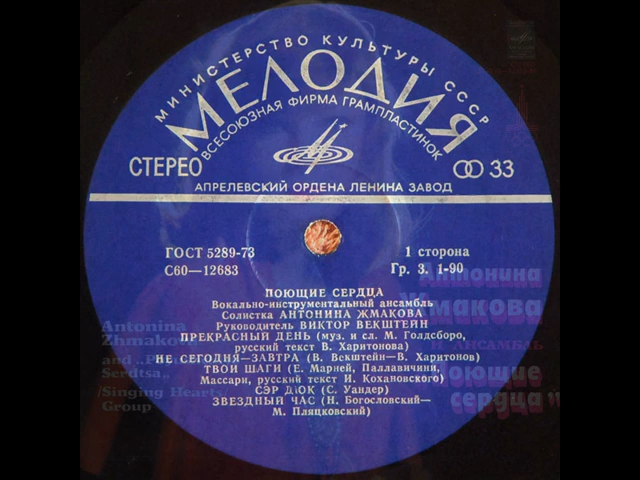 МИНИСТЕРСТВО КУЛЬТУРЫ СССР
МЕЛОДИЯ
ВСЕСОЮЗНАЯ ФИРМА ГРАМПЛАСТИНОК
СТЕРЕО
33
АПРЕЛЕВСКИЙ ОРДЕНА ЛЕНИНА ЗАВОД
ГОСТ 5289-73
1 сторона
С60—12683
Гр. 3. 1-90
ПОЮЩИЕ СЕРДЦА
Вокально-инструментальный ансамбль
Солистка АНТОНИНА ЖМАКОВА
Руководитель ВИКТОР ВЕКШТЕЙН
ПРЕКРАСНЫЙ ДЕНЬ (муз. и сл. М. Голдсборо,
русский текст В. Харитонова)
НЕ СЕГОДНЯ—ЗАВТРА (В. Векштейн—В. Харитонов)
ТВОИ ШАГИ (Е. Марней, Паллавичини,
Массари, русский текст И. Кохановского)
СЭР ДЮК (С. Уандер)
ЗВЕЗДНЫЙ ЧАС (Н. Богословский—
М. Пляцковский)
Antonina
Zhmakova
and
Serdtsa"
/Singing Hearts/
Group
Антонина
Жмакова
И АНСАМБЛЬ
Поющие
сердца"